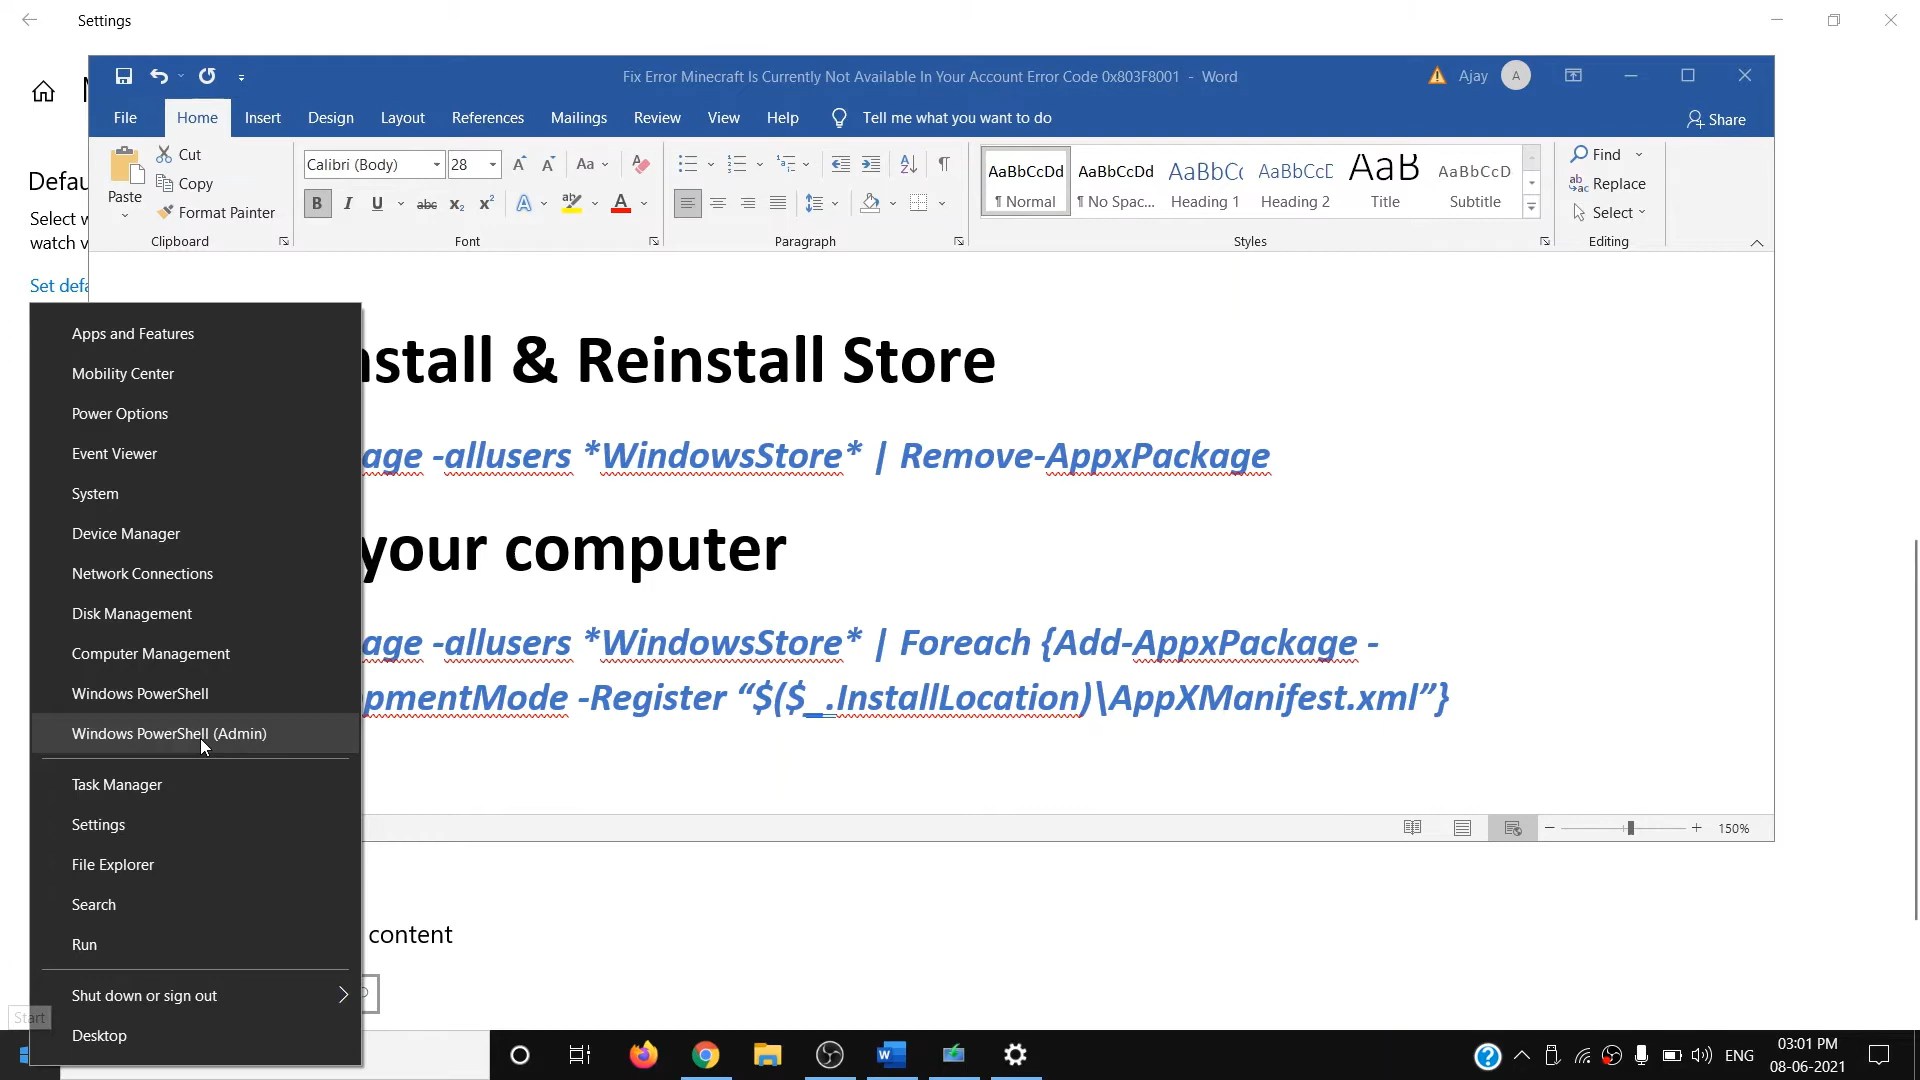 Settings
Fix Error Minecraft Is Currently Not Available In Your Account Error Code 0x803F8001 - Word
Ajay
A
File
Home
Insert
Design
Layout
References
Mailings
Review
View
Help
Tell me what you want to do
Share
Paste
Cut
Copy
Format Painter
Clipboard
Calibri (Body)
28
Aa
B
I
U
abc
x₂
x²
A
ab
A
Font
Paragraph
AaBbCcDd
¶ Normal
AaBbCcDd
¶ No Spac...
AaBbCc
Heading 1
AaBbCcD
Heading 2
AaB
Title
AaBbCcD
Subtitle
Styles
Find
Replace
Select
Editing
Defau
Select w
watch v
Set defa
nstall & Reinstall Store
age -allusers *WindowsStore* | Remove-AppxPackage
your computer
age -allusers *WindowsStore* | Foreach {Add-AppxPackage -
pmentMode -Register “$($_.InstallLocation)\AppXManifest.xml”}
150%
content
Apps and Features
Mobility Center
Power Options
Event Viewer
System
Device Manager
Network Connections
Disk Management
Computer Management
Windows PowerShell
Windows PowerShell (Admin)
Task Manager
Settings
File Explorer
Search
Run
Shut down or sign out
Desktop
Start
ENG
03:01 PM
08-06-2021